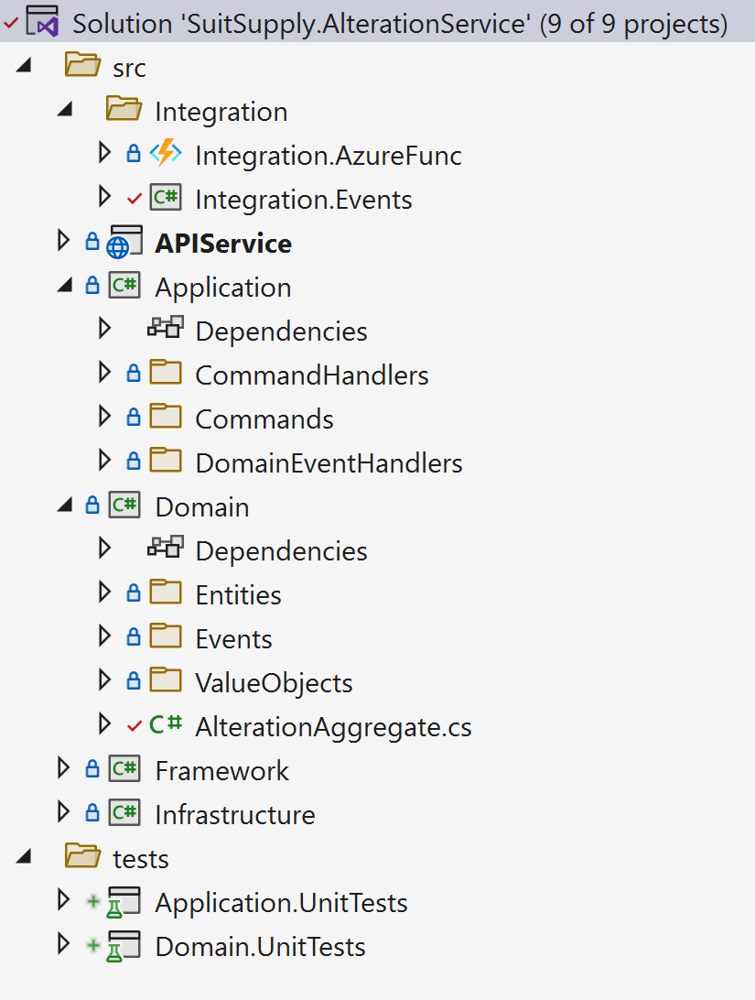 Solution 'SuitSupply.AlterationService' (9 of 9 projects)
src
Integration
Integration.AzureFunc
C# Integration.Events
APIService
C# Application
Dependencies
CommandHandlers
Commands
DomainEventHandlers
C# Domain
Dependencies
Entities
Events
ValueObjects
C# AlterationAggregate.cs
C# Framework
C# Infrastructure
tests
Application.UnitTests
Domain.UnitTests